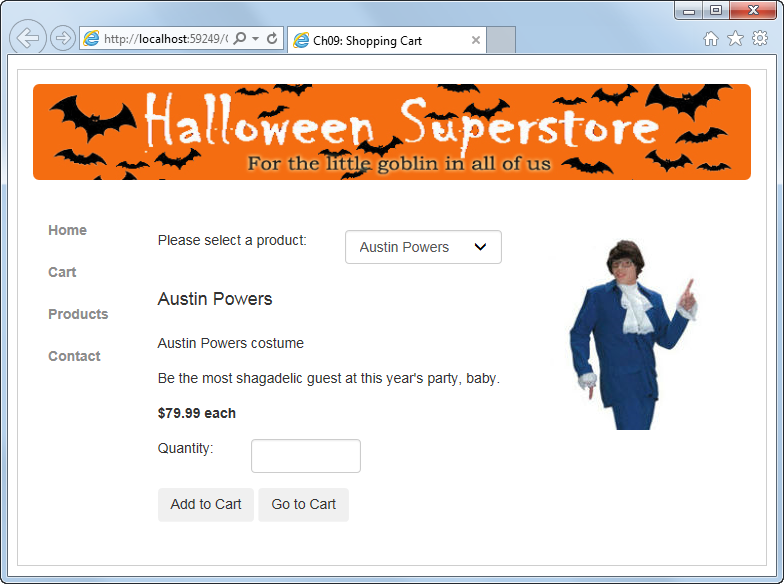 http://localhost:59249/(
Ch09: Shopping Cart
Halloween Superstore
For the little goblin in all of us
Home
Cart
Products
Contact
Please select a product:
Austin Powers
Austin Powers
Austin Powers costume
Be the most shagadelic guest at this year's party, baby.
$79.99 each
Quantity:
Add to Cart
Go to Cart